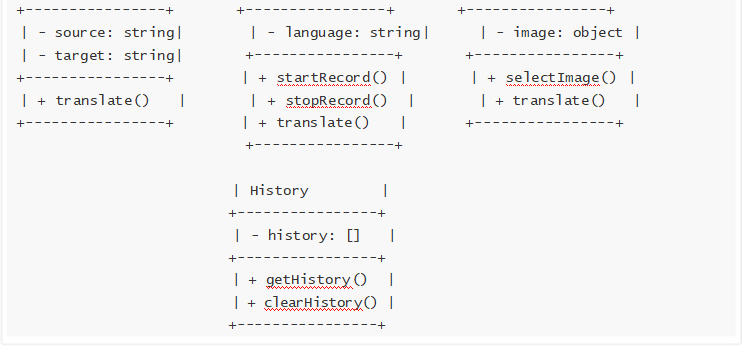 +----------------+        +----------------+        +----------------+
| - source: string|        | - language: string|      | - image: object |
| - target: string|        +----------------+        +----------------+
+----------------+        | + startRecord() |       | + selectImage() |
| + translate()    |       | + stopRecord()  |        | + translate()    |
+----------------+        | + translate()    |       +----------------+
+----------------+
| History         |
+----------------+
| - history: []    |
+----------------+
| + getHistory()  |
| + clearHistory() |
+----------------+